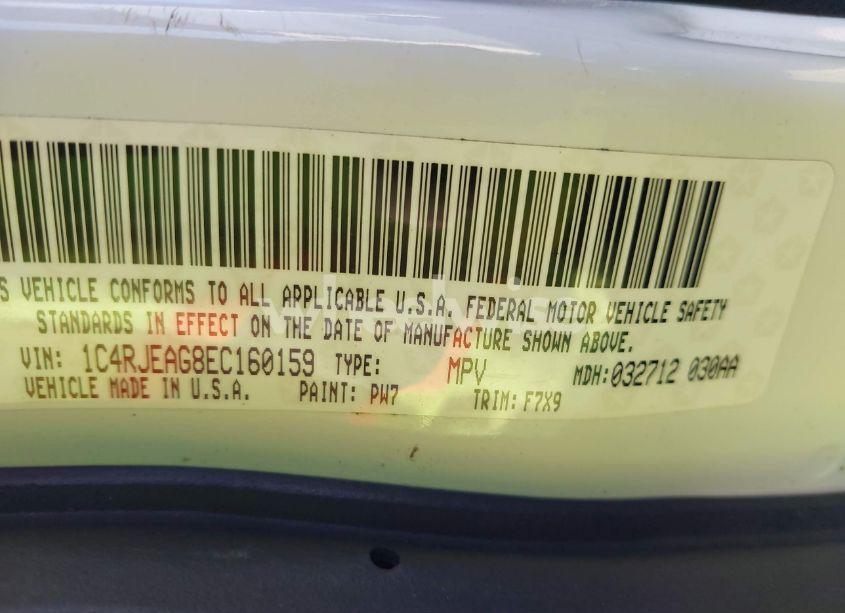 S VEHICLE CONFORMS TO ALL APPLICABLE U.S.A. FEDERAL MOTOR VEHICLE SAFETY
STANDARDS IN EFFECT ON THE DATE OF MANUFACTURE SHOWN ABOVE.
VIN: 1C4RJEAG8EC160159 TYPE: MPV MDH: 032712 030AA
VEHICLE MADE IN U.S.A. PAINT: PW7 TRIM: F7X9